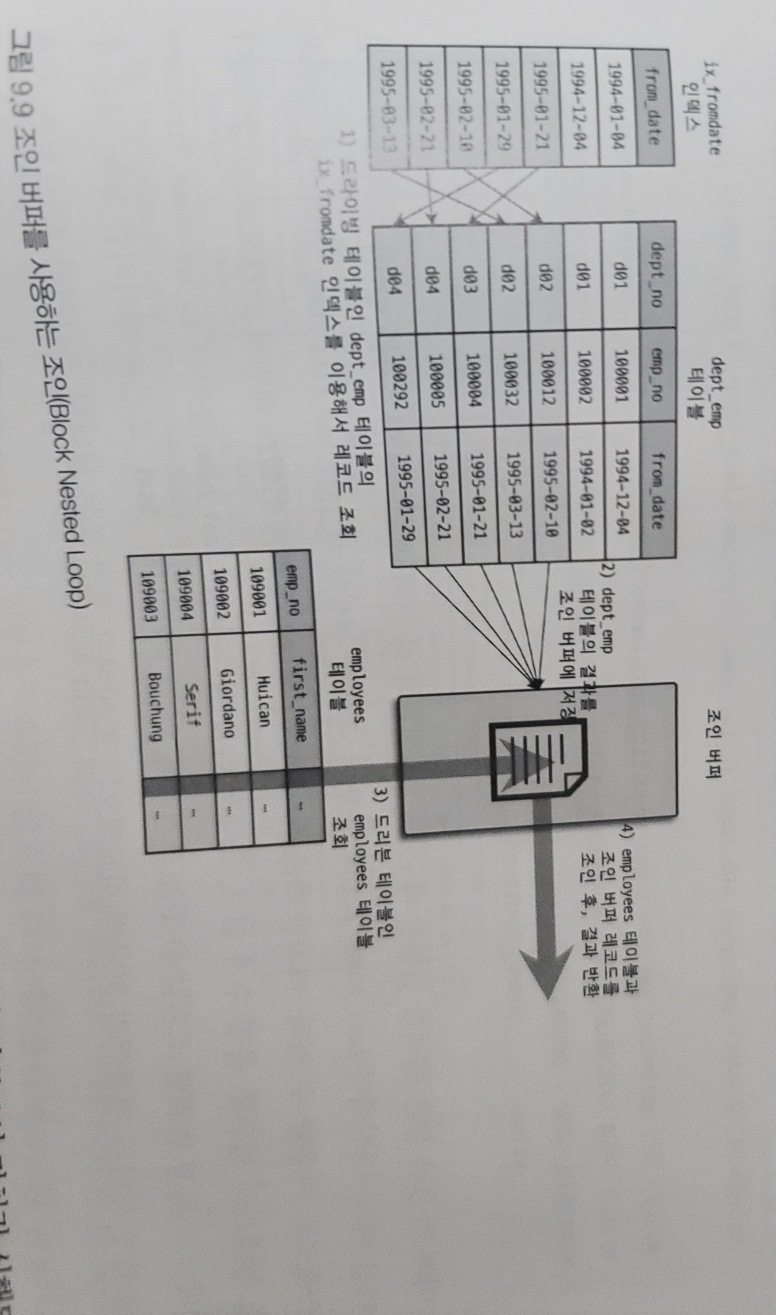 ix_fromdate
인덱스
from_date
1994-01-04
1994-12-04
1995-01-21
1995-01-29
1995-02-10
1995-02-21
1995-03-13
dept_emp
테이블
dept_no emp_no from_date
d01 100001 1994-12-04
d01 100002 1994-01-02
d02 100012 1995-02-10
d02 100032 1995-03-13
d03 100004 1995-01-21
d04 100005 1995-02-21
d04 100292 1995-01-29
1) 드라이빙 테이블인 dept_emp 테이블의
ix_fromdate 인덱스를 이용해서 레코드 조회
2) dept_emp
테이블의 결과를
조인 버퍼에 저장
조인 버퍼
4) employees 테이블과
조인 버퍼 레코드를
조인 후, 결과 반환
3) 드리븐 테이블인
employees 테이블
조회
employees
테이블
emp_no first_name …
109001 Huican …
109002 Giordano …
109004 Serif …
109003 Bouchung …
그림 9.9 조인 버퍼를 사용하는 조인(Block Nested Loop)